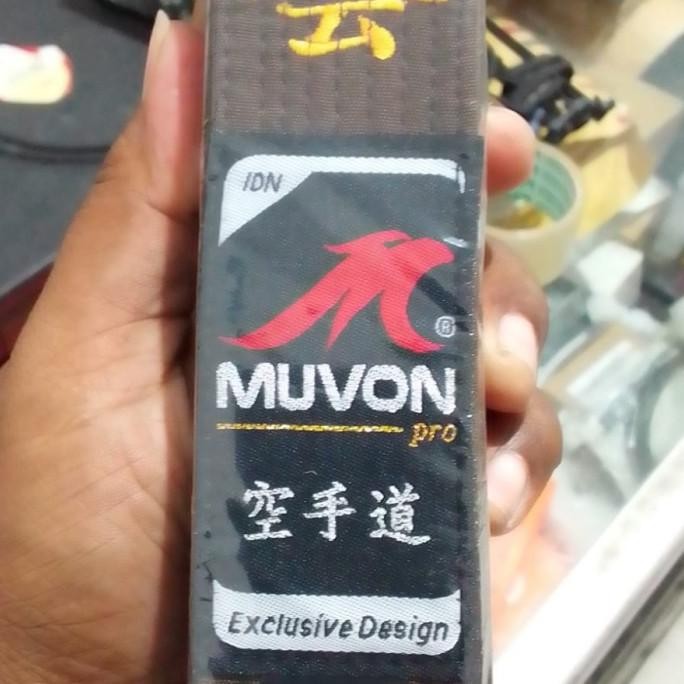 IDN
®
MUVON
pro
空手道
Exclusive Design